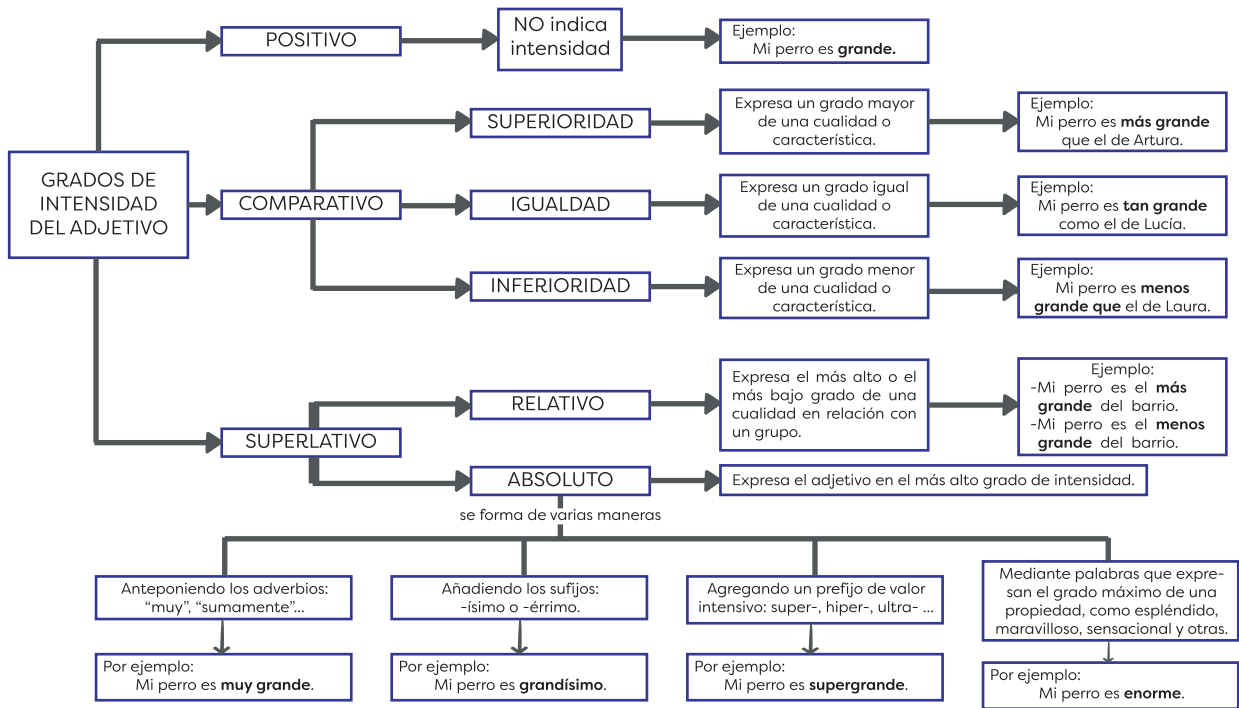 GRADOS DE
INTENSIDAD
DEL ADJETIVO
POSITIVO
NO indica
intensidad
Ejemplo:
Mi perro es grande.
COMPARATIVO
SUPERIORIDAD
Expresa un grado mayor
de una cualidad o
característica.
Ejemplo:
Mi perro es más grande
que el de Artura.
IGUALDAD
Expresa un grado igual
de una cualidad o
característica.
Ejemplo:
Mi perro es tan grande
como el de Lucía.
INFERIORIDAD
Expresa un grado menor
de una cualidad o
característica.
Ejemplo:
Mi perro es menos
grande que el de Laura.
SUPERLATIVO
RELATIVO
Expresa el más alto o el
más bajo grado de una
cualidad en relación con
un grupo.
Ejemplo:
-Mi perro es el más
grande del barrio.
-Mi perro es el menos
grande del barrio.
ABSOLUTO
Expresa el adjetivo en el más alto grado de intensidad.
se forma de varias maneras
Anteponiendo los adverbios:
“muy”, “sumamente”...
Por ejemplo:
Mi perro es muy grande.
Añadiendo los sufijos:
-ísimo o -érrimo.
Por ejemplo:
Mi perro es grandísimo.
Agregando un prefijo de valor
intensivo: super-, hiper-, ultra- ...
Por ejemplo:
Mi perro es supergrande.
Mediante palabras que expre-
san el grado máximo de una
propiedad, como espléndido,
maravilloso, sensacional y otras.
Por ejemplo:
Mi perro es enorme.